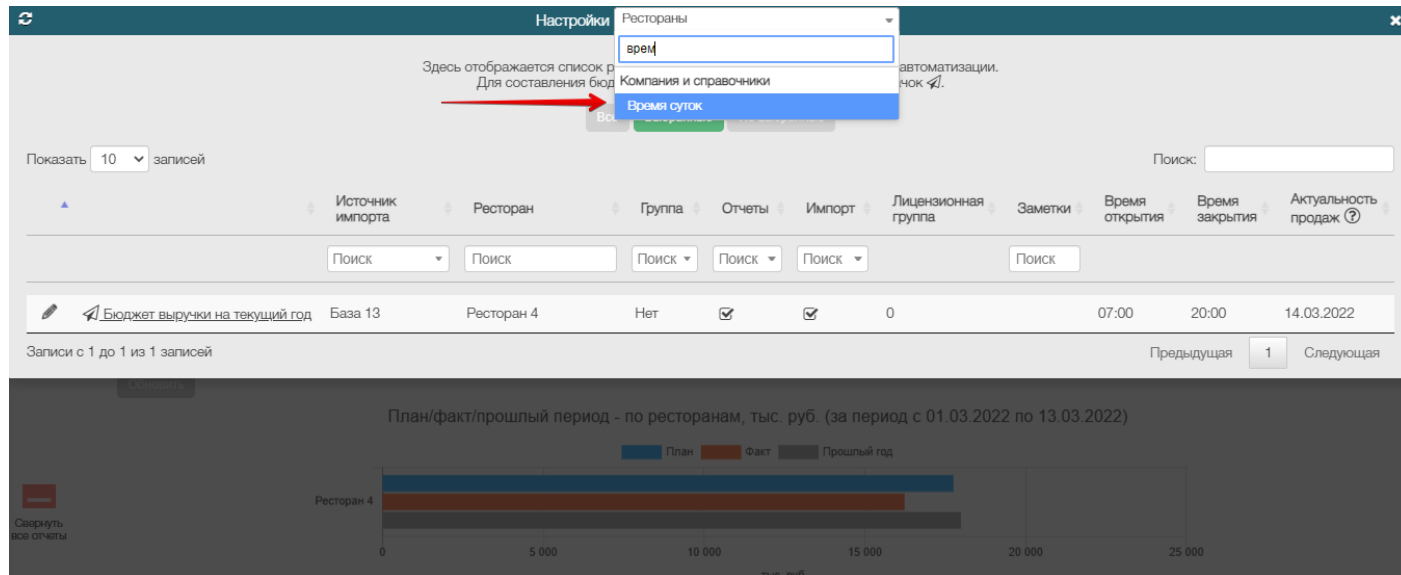 Настройки Рестораны
врем
Здесь отображается список р автоматизации.
Компания и справочники
Для составления бюд чок
Время суток
Показать 10 записей
Поиск:
Источник импорта Ресторан Группа Отчеты Импорт Лицензионная группа Заметки Время открытия Время закрытия Актуальность продаж ?
Поиск Поиск Поиск Поиск Поиск Поиск
Бюджет выручки на текущий год База 13 Ресторан 4 Нет 0 07:00 20:00 14.03.2022
Записи с 1 до 1 из 1 записей
Предыдущая 1 Следующая
Обновить
План/факт/прошлый период - по ресторанам, тыс. руб. (за период с 01.03.2022 по 13.03.2022)
План Факт Прошлый год
Ресторан 4
Свернуть
все отчеты
0 5 000 10 000 15 000 20 000 25 000